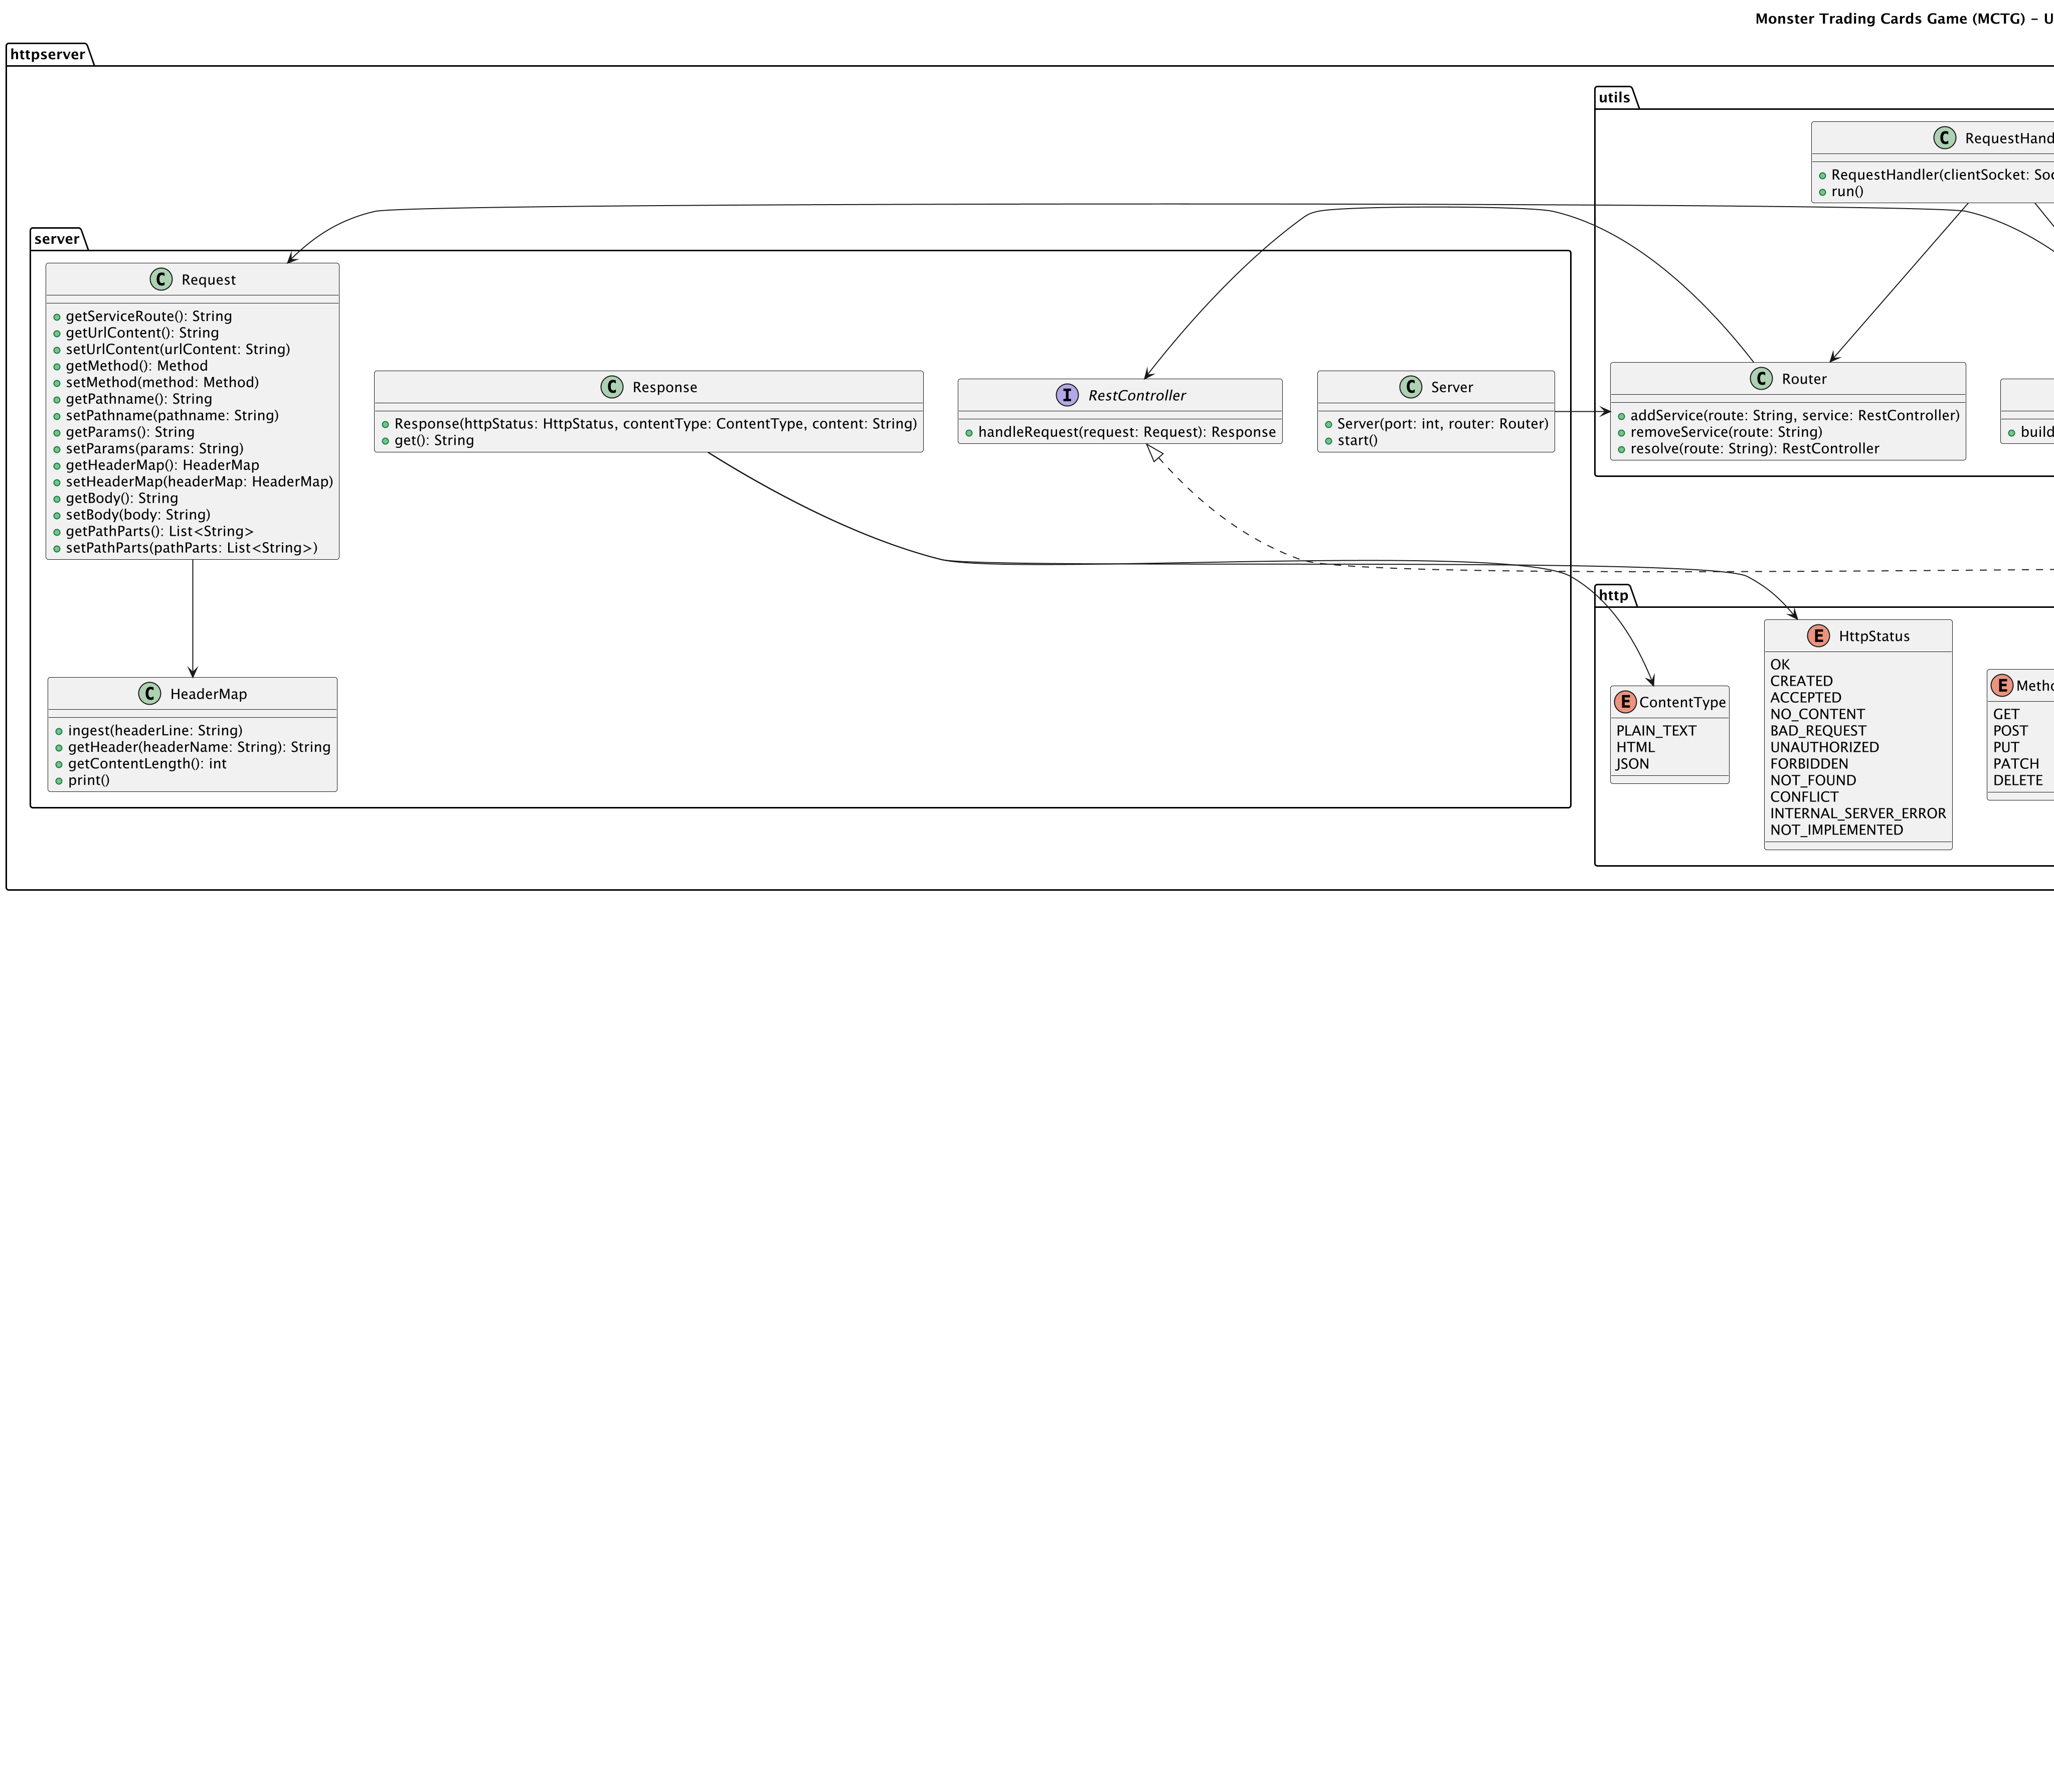 Monster Trading Cards Game (MCTG) – U
httpserver
utils
RequestHand
RequestHandler(clientSocket: Soc
run()
server
Request
getServiceRoute(): String
getUrlContent(): String
setUrlContent(urlContent: String)
getMethod(): Method
setMethod(method: Method)
getPathname(): String
setPathname(pathname: String)
getParams(): String
setParams(params: String)
getHeaderMap(): HeaderMap
setHeaderMap(headerMap: HeaderMap)
getBody(): String
setBody(body: String)
getPathParts(): List<String>
setPathParts(pathParts: List<String>)
Response
Response(httpStatus: HttpStatus, contentType: ContentType, content: String)
get(): String
RestController
handleRequest(request: Request): Response
Server
Server(port: int, router: Router)
start()
Router
addService(route: String, service: RestController)
removeService(route: String)
resolve(route: String): RestController
build
HeaderMap
ingest(headerLine: String)
getHeader(headerName: String): String
getContentLength(): int
print()
http
ContentType
PLAIN_TEXT
HTML
JSON
HttpStatus
OK
CREATED
ACCEPTED
NO_CONTENT
BAD_REQUEST
UNAUTHORIZED
FORBIDDEN
NOT_FOUND
CONFLICT
INTERNAL_SERVER_ERROR
NOT_IMPLEMENTED
Metho
GET
POST
PUT
PATCH
DELETE